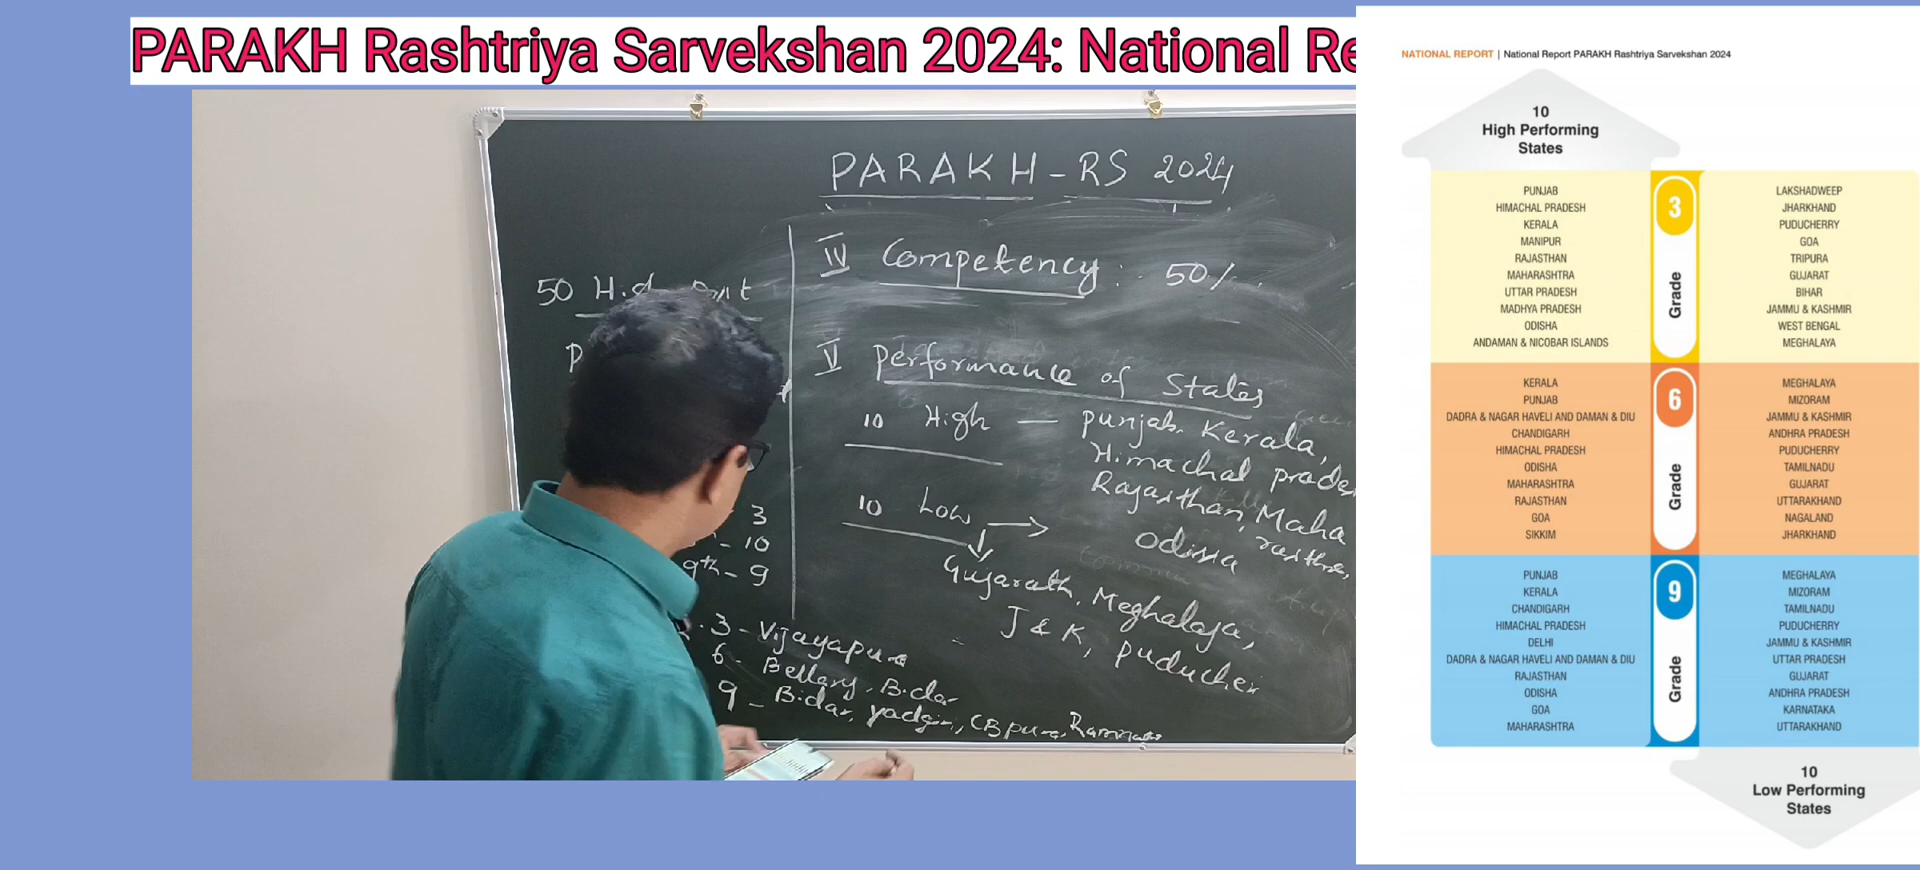 PARAKH Rashtriya Sarvekshan 2024: National Re
PARAKH-RS 2024
IV Competency: 50%
50
V Performance of States
10 High — Punjab. Kerala,
Himachal prade
Rajasthan, Maha
rasthra,
Odissa
10 Low
Gujarath, Meghalaja,
J & K, Puducher
3
- 10
9th - 9
3 - Vijayapura
6 - Bellary, Bidar
9 - Bidar, Yadgir, CBpura,
NATIONAL REPORT | National Report PARAKH Rashtriya Sarvekshan 2024
10
High Performing
States
PUNJAB
HIMACHAL PRADESH
KERALA
MANIPUR
RAJASTHAN
MAHARASHTRA
UTTAR PRADESH
MADHYA PRADESH
ODISHA
ANDAMAN & NICOBAR ISLANDS
3
Grade
LAKSHADWEEP
JHARKHAND
PUDUCHERRY
GOA
TRIPURA
GUJARAT
BIHAR
JAMMU & KASHMIR
WEST BENGAL
MEGHALAYA
KERALA
PUNJAB
DADRA & NAGAR HAVELI AND DAMAN & DIU
CHANDIGARH
HIMACHAL PRADESH
ODISHA
MAHARASHTRA
RAJASTHAN
GOA
SIKKIM
6
Grade
MEGHALAYA
MIZORAM
JAMMU & KASHMIR
ANDHRA PRADESH
PUDUCHERRY
TAMILNADU
GUJARAT
UTTARAKHAND
NAGALAND
JHARKHAND
PUNJAB
KERALA
CHANDIGARH
HIMACHAL PRADESH
DELHI
DADRA & NAGAR HAVELI AND DAMAN & DIU
RAJASTHAN
ODISHA
GOA
MAHARASHTRA
9
Grade
MEGHALAYA
MIZORAM
TAMILNADU
PUDUCHERRY
JAMMU & KASHMIR
UTTAR PRADESH
GUJARAT
ANDHRA PRADESH
KARNATAKA
UTTARAKHAND
10
Low Performing
States